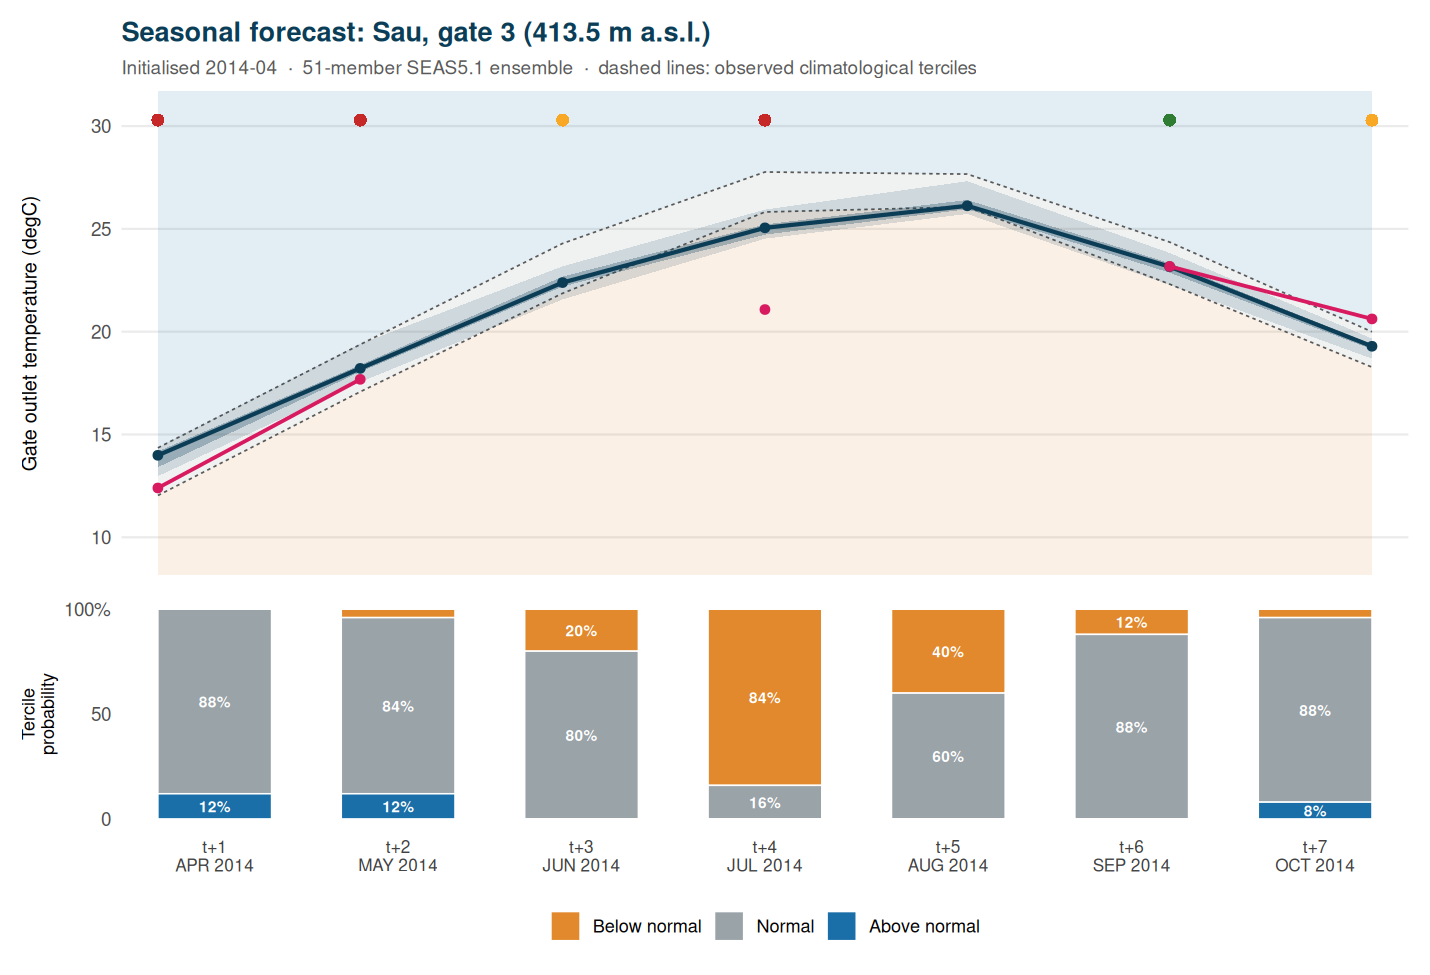 Seasonal forecast: Sau, gate 3 (413.5 m a.s.l.)
Initialised 2014-04 · 51-member SEAS5.1 ensemble · dashed lines: observed climatological terciles
Gate outlet temperature (degC)
30
25
20
15
10
Tercile
probability
100%
50
0
88%
12%
84%
12%
20%
80%
84%
16%
40%
60%
12%
88%
88%
8%
t+1
APR 2014
t+2
MAY 2014
t+3
JUN 2014
t+4
JUL 2014
t+5
AUG 2014
t+6
SEP 2014
t+7
OCT 2014
Below normal
Normal
Above normal